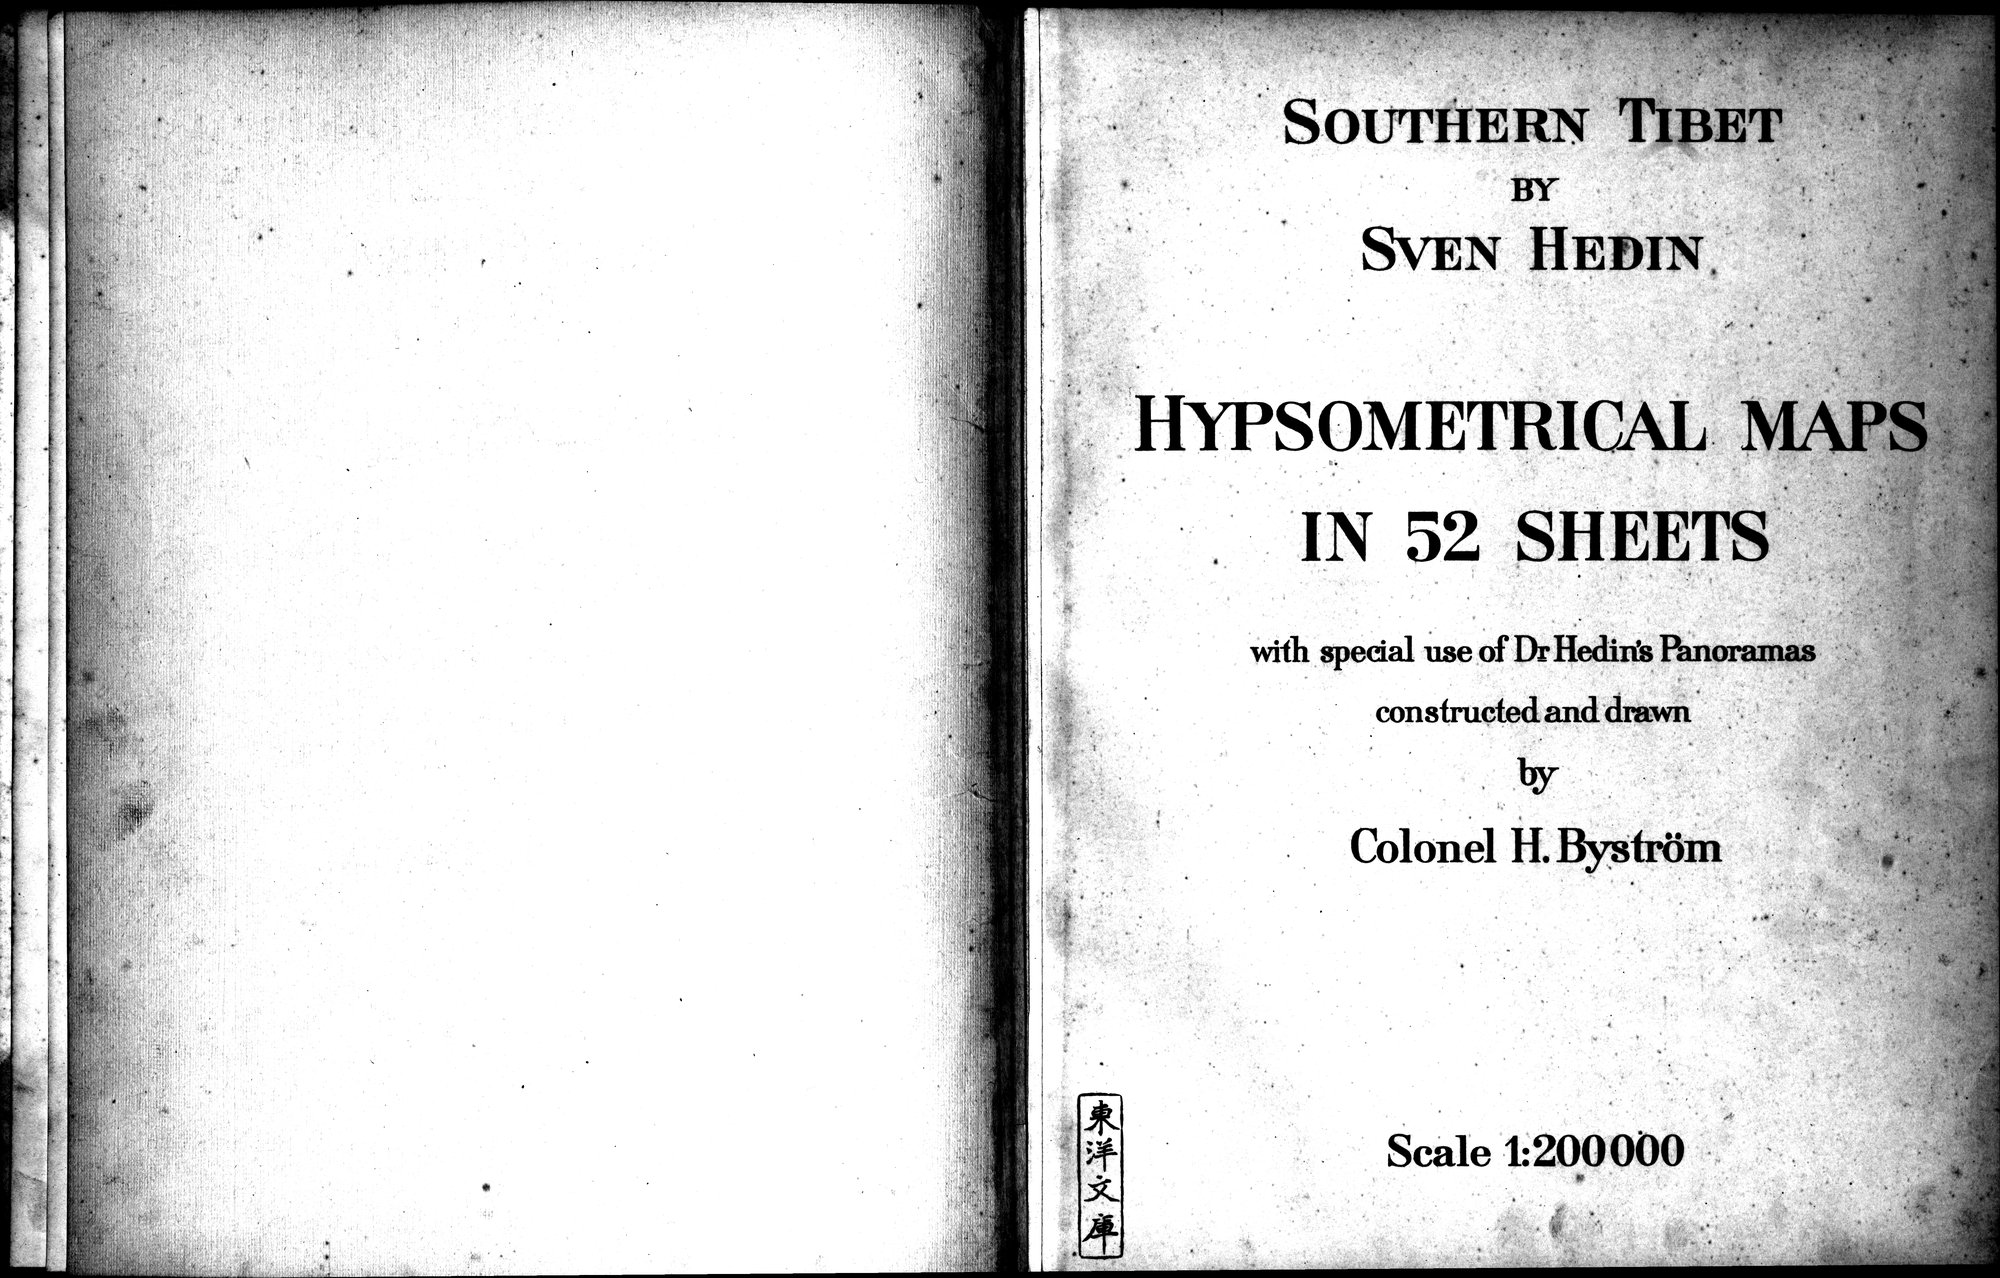 SOUTHERN TIBET
BY
SVEN HEDIN
HYPSOMETRICAL MAPS
IN 52 SHEETS
with special use of Dr Hedin's Panoramas
constructed and drawn
by
Colonel H. Byström
Scale 1:200000
東洋文庫